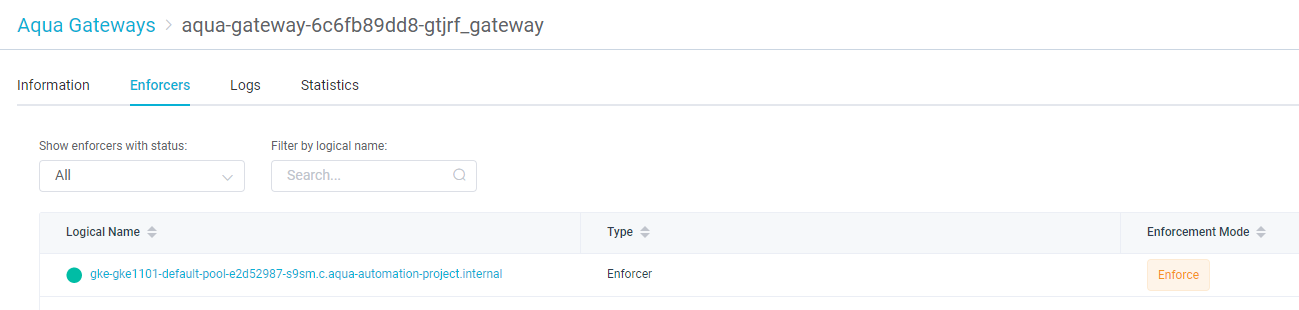 Aqua Gateways > aqua-gateway-6c6fb89dd8-gtjrf_gateway
Information Enforcers Logs Statistics
Show enforcers with status: Filter by logical name:
All Search...
Logical Name Type Enforcement Mode
gke-gke1101-default-pool-e2d52987-s9sm.c.aqua-automation-project.internal Enforcer Enforce